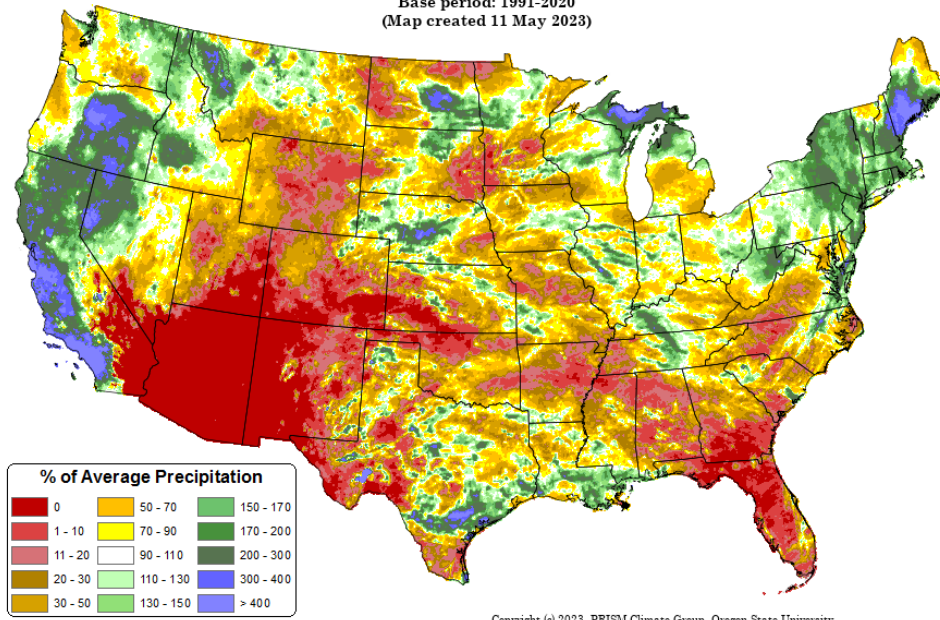 Base period: 1991-2020
(Map created 11 May 2023)
% of Average Precipitation
0
1 - 10
11 - 20
20 - 30
30 - 50
50 - 70
70 - 90
90 - 110
110 - 130
130 - 150
150 - 170
170 - 200
200 - 300
300 - 400
> 400
Copyright (c) 2023, PRISM Climate Group, Oregon State University